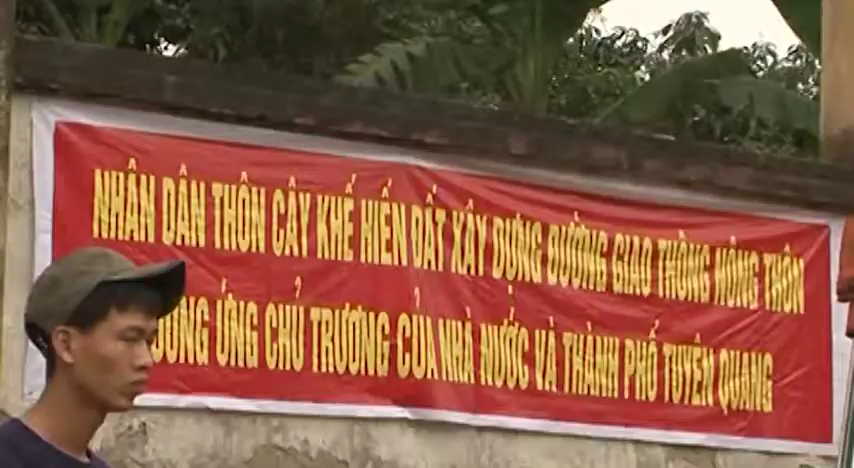 NHÂN DÂN THÔN CÂY KHẾ HIẾN ĐẤT XÂY DỰNG ĐƯỜNG GIAO THÔNG NÔNG THÔN
ỨNG CHỦ TRƯƠNG CỦA NHÀ NƯỚC VÀ THÀNH PHỐ TUYÊN QUANG